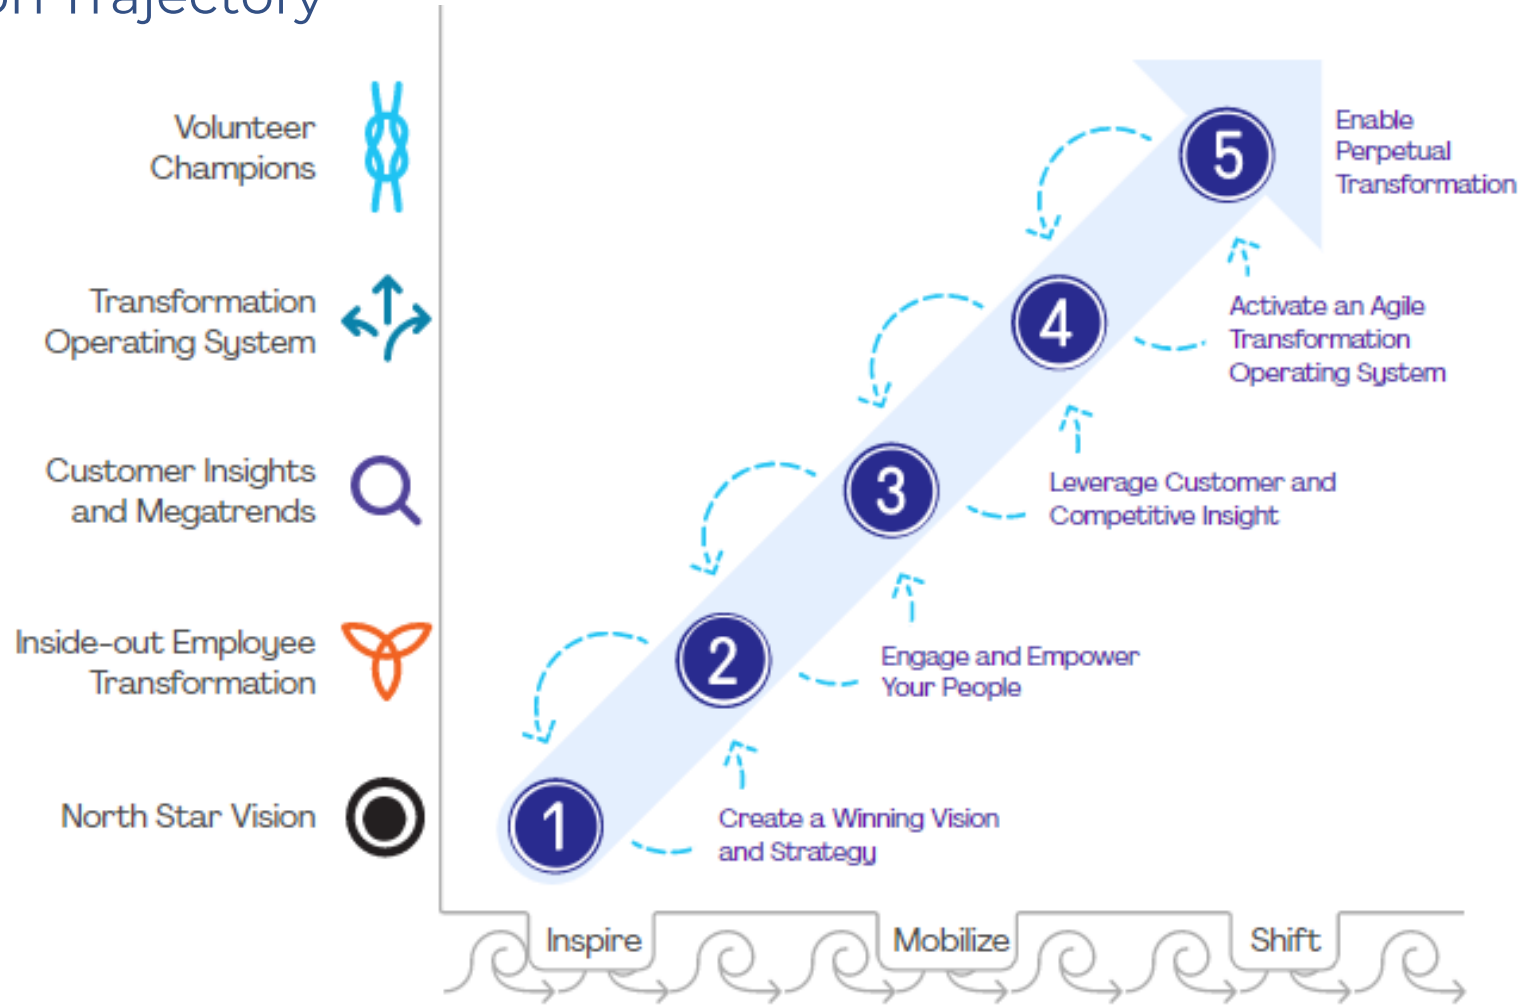 Trajectory
Volunteer
Champions
Transformation
Operating System
Customer Insights
and Megatrends
Inside-out Employee
Transformation
North Star Vision
5
Enable
Perpetual
Transformation
4
Activate an Agile
Transformation
Operating System
3
Leverage Customer and
Competitive Insight
2
Engage and Empower
Your People
1
Create a Winning Vision
and Strategy
Inspire
Mobilize
Shift